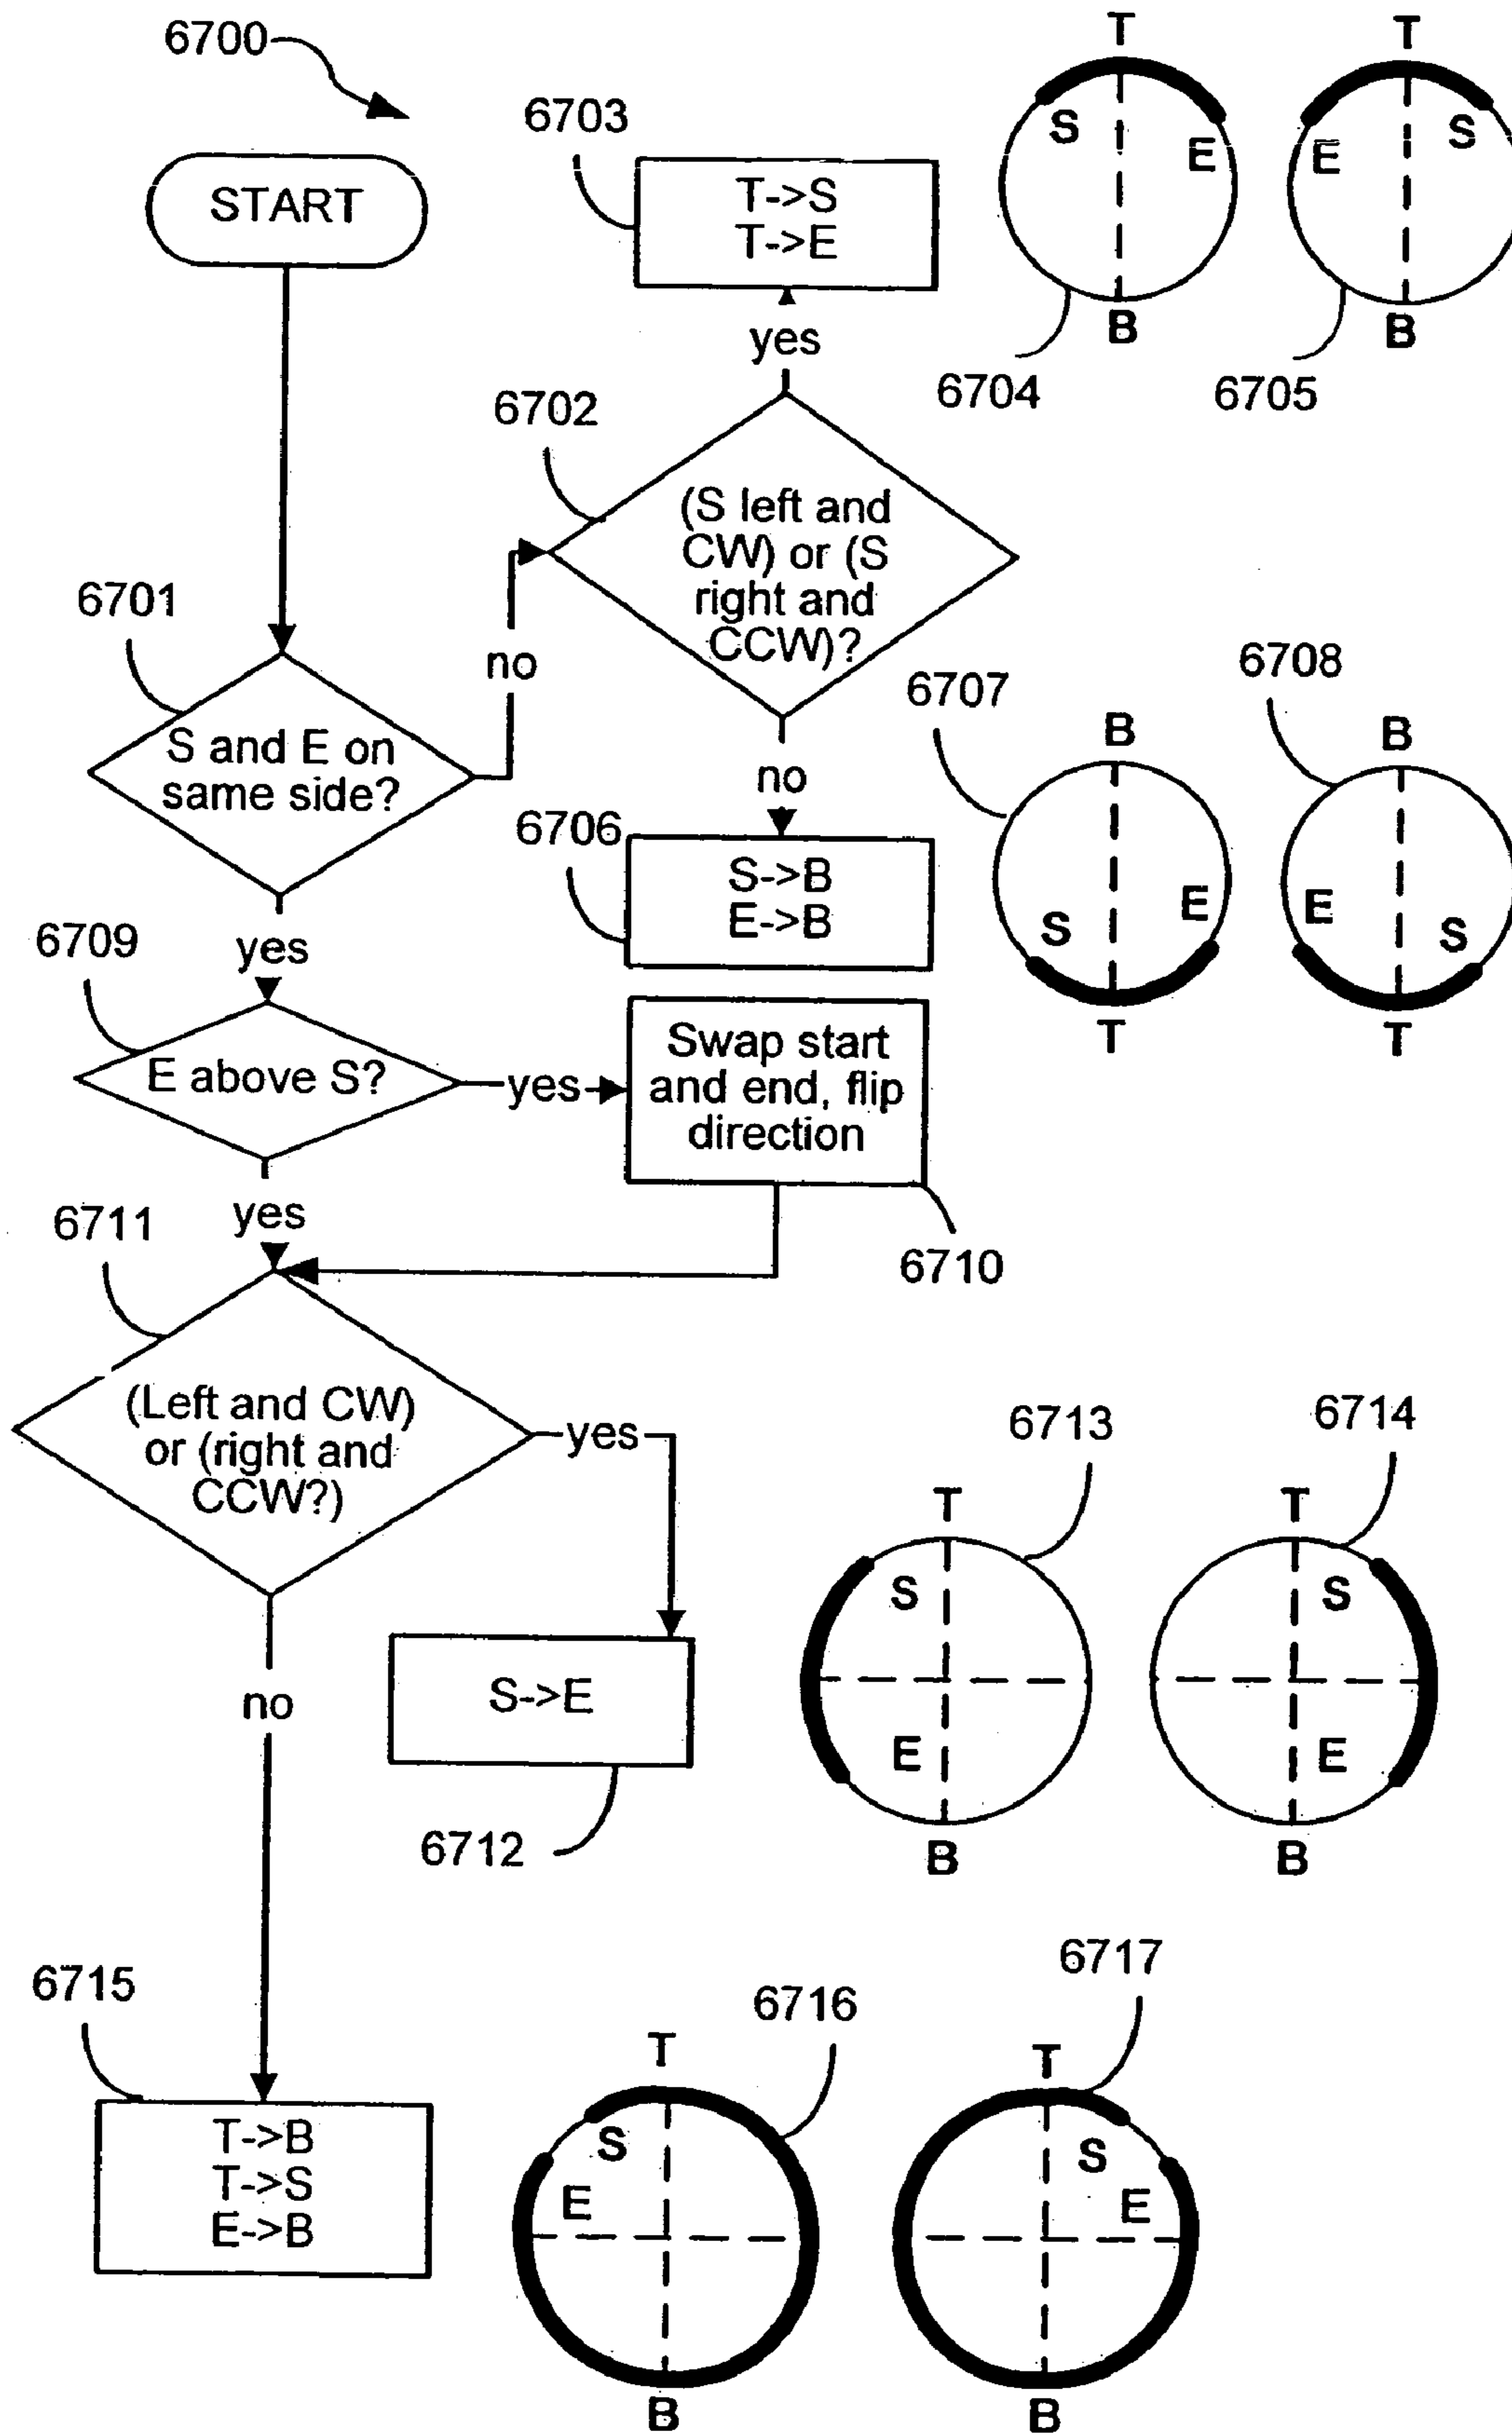 6700
T
T
6703
S
E
E
S
START
T->S
T->E
B
B
yes
6704
6705
6702
(S left and
CW) or (S
right and
CCW)?
6701
no
6708
6707
S and E on
same side?
B
B
no
6706
S->B
E->B
E
E
S
S
6709
yes
T
T
Swap start
and end, flip
direction
E above S?
yes
yes
6711
6710
(Left and CW)
or (right and
CCW?)
yes
6713
6714
T
T
S
S
S->E
no
E
E
6712
B
B
6717
6715
6716
T
T
T->B
T->S
E->B
S
S
E
E
B
B